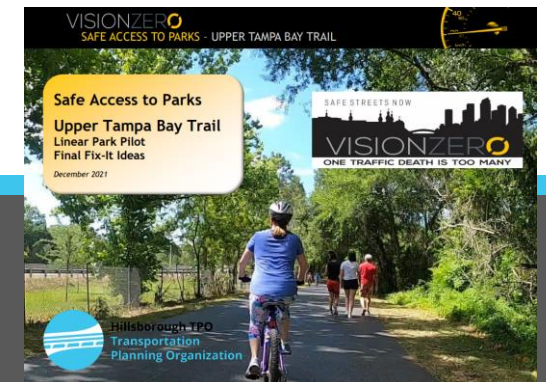 VISIONZERO
SAFE ACCESS TO PARKS - UPPER TAMPA BAY TRAIL
Safe Access to Parks
Upper Tampa Bay Trail
Linear Park Pilot
Final Fix-It Ideas
December 2021
SAFE STREETS NOW
VISIONZERO
ONE TRAFFIC DEATH IS TOO MANY
Hillsborough TPO
Transportation
Planning Organization